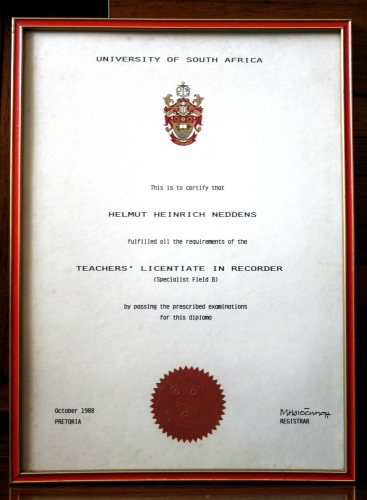 UNIVERSITY OF SOUTH AFRICA
This is to certify that
HELMUT HEINRICH NEDDENS
fulfilled all the requirements of the
TEACHERS' LICENTIATE IN RECORDER
(Specialist Field B)
by passing the prescribed examinations
for this diploma
October 1988
PRETORIA
REGISTRAR